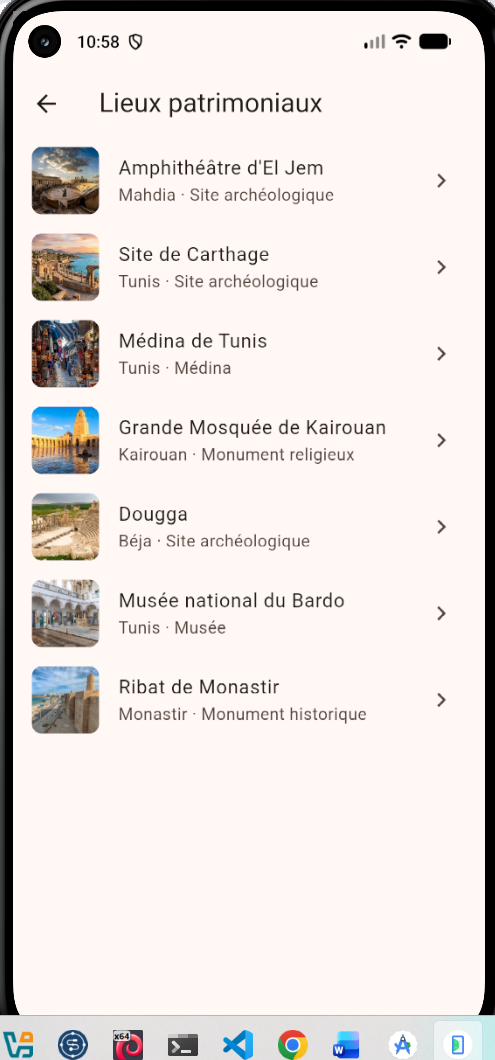 10:58
Lieux patrimoniaux
Amphithéâtre d'El Jem
Mahdia · Site archéologique
Site de Carthage
Tunis · Site archéologique
Médina de Tunis
Tunis · Médina
Grande Mosquée de Kairouan
Kairouan · Monument religieux
Dougga
Béja · Site archéologique
Musée national du Bardo
Tunis · Musée
Ribat de Monastir
Monastir · Monument historique
x64
W